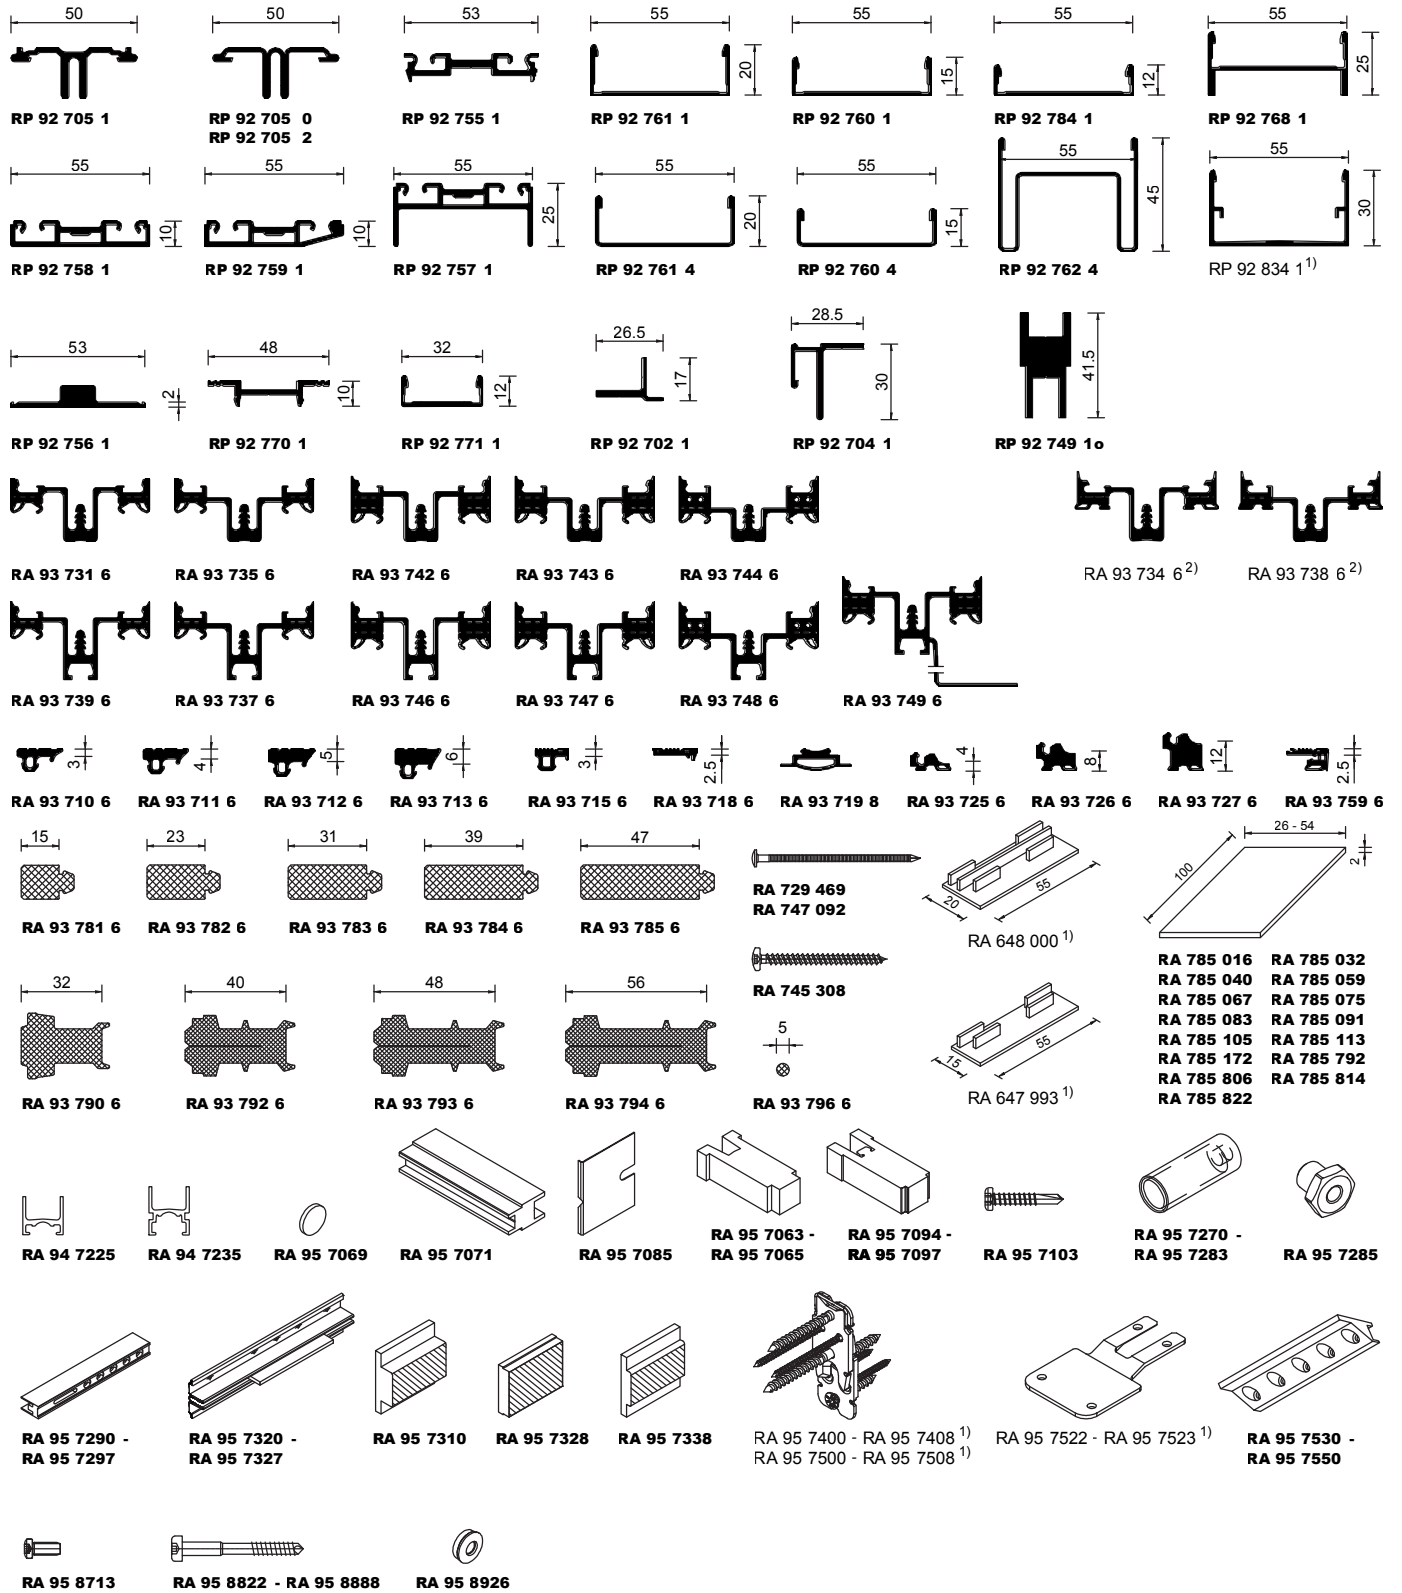 50 50 53 55 55 55 55
20 15 12 25
RP 92 705 1 RP 92 705 0 RP 92 755 1 RP 92 761 1 RP 92 760 1 RP 92 784 1 RP 92 768 1
RP 92 705 2
55 55 55 55 55 55 55
10 10 25 20 15 45 30
RP 92 758 1 RP 92 759 1 RP 92 757 1 RP 92 761 4 RP 92 760 4 RP 92 762 4 RP 92 834 1 1)
53 48 32 26.5 28.5
2 10 12 17 30 41.5
RP 92 756 1 RP 92 770 1 RP 92 771 1 RP 92 702 1 RP 92 704 1 RP 92 749 1o
RA 93 731 6 RA 93 735 6 RA 93 742 6 RA 93 743 6 RA 93 744 6 RA 93 734 6 2) RA 93 738 6 2)
RA 93 739 6 RA 93 737 6 RA 93 746 6 RA 93 747 6 RA 93 748 6 RA 93 749 6
3 4 5 6 3 2.5 4 8 12 2.5
RA 93 710 6 RA 93 711 6 RA 93 712 6 RA 93 713 6 RA 93 715 6 RA 93 718 6 RA 93 719 8 RA 93 725 6 RA 93 726 6 RA 93 727 6 RA 93 759 6
15 23 31 39 47
RA 93 781 6 RA 93 782 6 RA 93 783 6 RA 93 784 6 RA 93 785 6
RA 729 469
RA 747 092
20 55
RA 648 000 1)
26 - 54
100 2
RA 745 308
RA 785 016 RA 785 032
RA 785 040 RA 785 059
RA 785 067 RA 785 075
RA 785 083 RA 785 091
RA 785 105 RA 785 113
RA 785 172 RA 785 792
RA 785 806 RA 785 814
RA 785 822
32 40 48 56
5
15 55
RA 93 790 6 RA 93 792 6 RA 93 793 6 RA 93 794 6 RA 93 796 6 RA 647 993 1)
RA 94 7225 RA 94 7235 RA 95 7069 RA 95 7071 RA 95 7085
RA 95 7063 -
RA 95 7065
RA 95 7094 -
RA 95 7097
RA 95 7103
RA 95 7270 -
RA 95 7283
RA 95 7285
RA 95 7290 -
RA 95 7297
RA 95 7320 -
RA 95 7327
RA 95 7310 RA 95 7328 RA 95 7338
RA 95 7400 - RA 95 7408 1)
RA 95 7500 - RA 95 7508 1)
RA 95 7522 - RA 95 7523 1)
RA 95 7530 -
RA 95 7550
RA 95 8713 RA 95 8822 - RA 95 8888 RA 95 8926